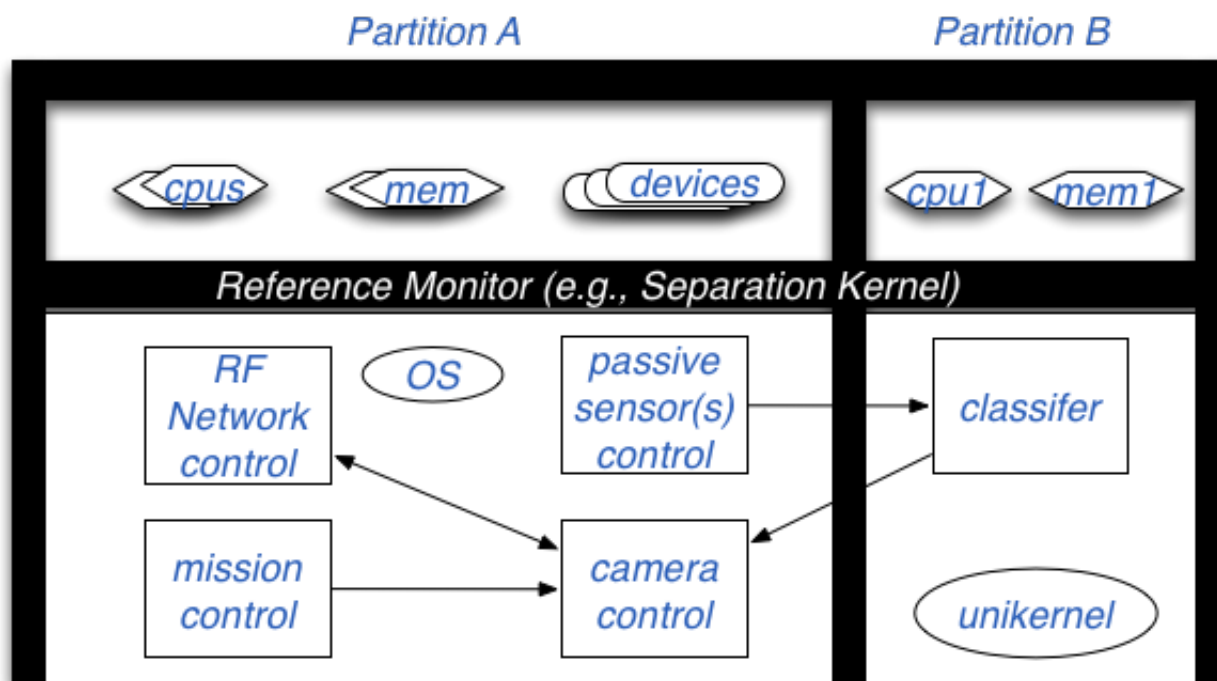 Partition A
Partition B
cpus
mem
devices
cpu1
mem1
Reference Monitor (e.g., Separation Kernel)
RF
Network
control
OS
passive
sensor(s)
control
classifer
mission
control
camera
control
unikernel